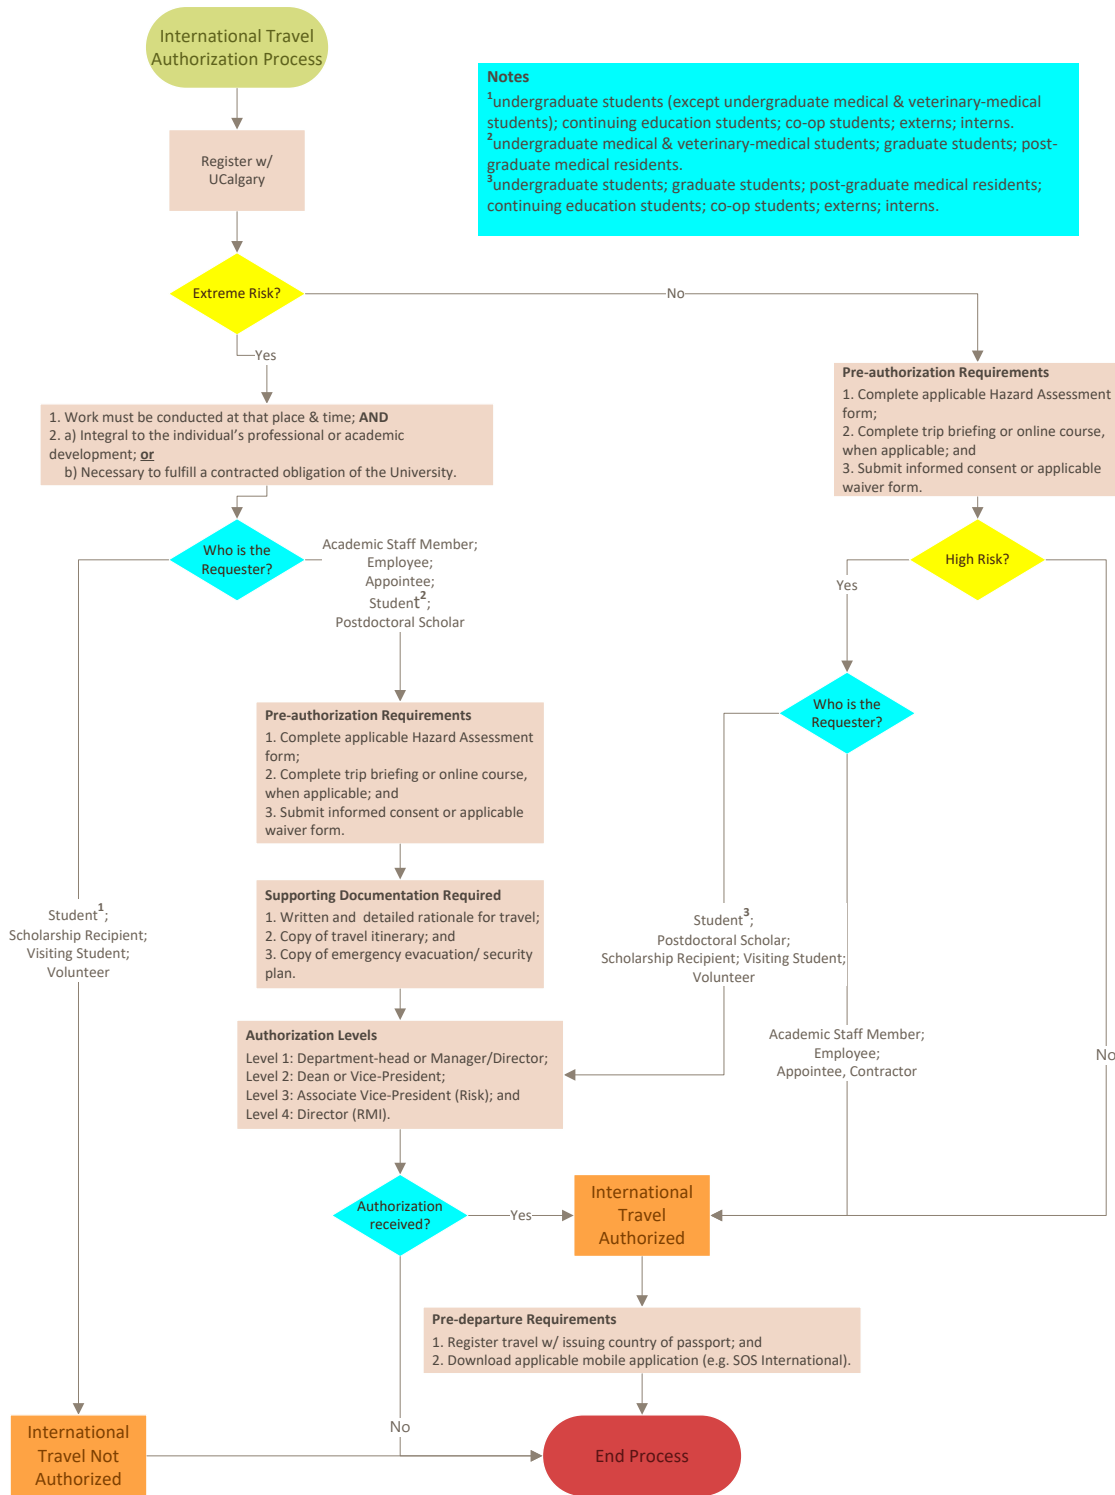 International Travel
Authorization Process
Notes
1undergraduate students (except undergraduate medical & veterinary-medical
students); continuing education students; co-op students; externs; interns.
2undergraduate medical & veterinary-medical students; graduate students; post-
graduate medical residents.
3undergraduate students; graduate students; post-graduate medical residents;
continuing education students; co-op students; externs; interns.
Register w/
UCalgary
Extreme Risk?
No
Yes
1. Work must be conducted at that place & time; AND
2. a) Integral to the individual's professional or academic
development; or
b) Necessary to fulfill a contracted obligation of the University.
Pre-authorization Requirements
1. Complete applicable Hazard Assessment
form;
2. Complete trip briefing or online course,
when applicable; and
3. Submit informed consent or applicable
waiver form.
Who is the
Requester?
Academic Staff Member;
Employee;
Appointee;
Student2;
Postdoctoral Scholar
High Risk?
Yes
Pre-authorization Requirements
1. Complete applicable Hazard Assessment
form;
2. Complete trip briefing or online course,
when applicable; and
3. Submit informed consent or applicable
waiver form.
Who is the
Requester?
Supporting Documentation Required
1. Written and  detailed rationale for travel;
2. Copy of travel itinerary; and
3. Copy of emergency evacuation/ security
plan.
Student1;
Scholarship Recipient;
Visiting Student;
Volunteer
Student3;
Postdoctoral Scholar;
Scholarship Recipient; Visiting Student;
Volunteer
Authorization Levels
Level 1: Department-head or Manager/Director;
Level 2: Dean or Vice-President;
Level 3: Associate Vice-President (Risk); and
Level 4: Director (RMI).
Academic Staff Member;
Employee;
Appointee, Contractor
No
Authorization
received?
Yes
International
Travel
Authorized
Pre-departure Requirements
1. Register travel w/ issuing country of passport; and
2. Download applicable mobile application (e.g. SOS International).
No
International
Travel Not
Authorized
End Process